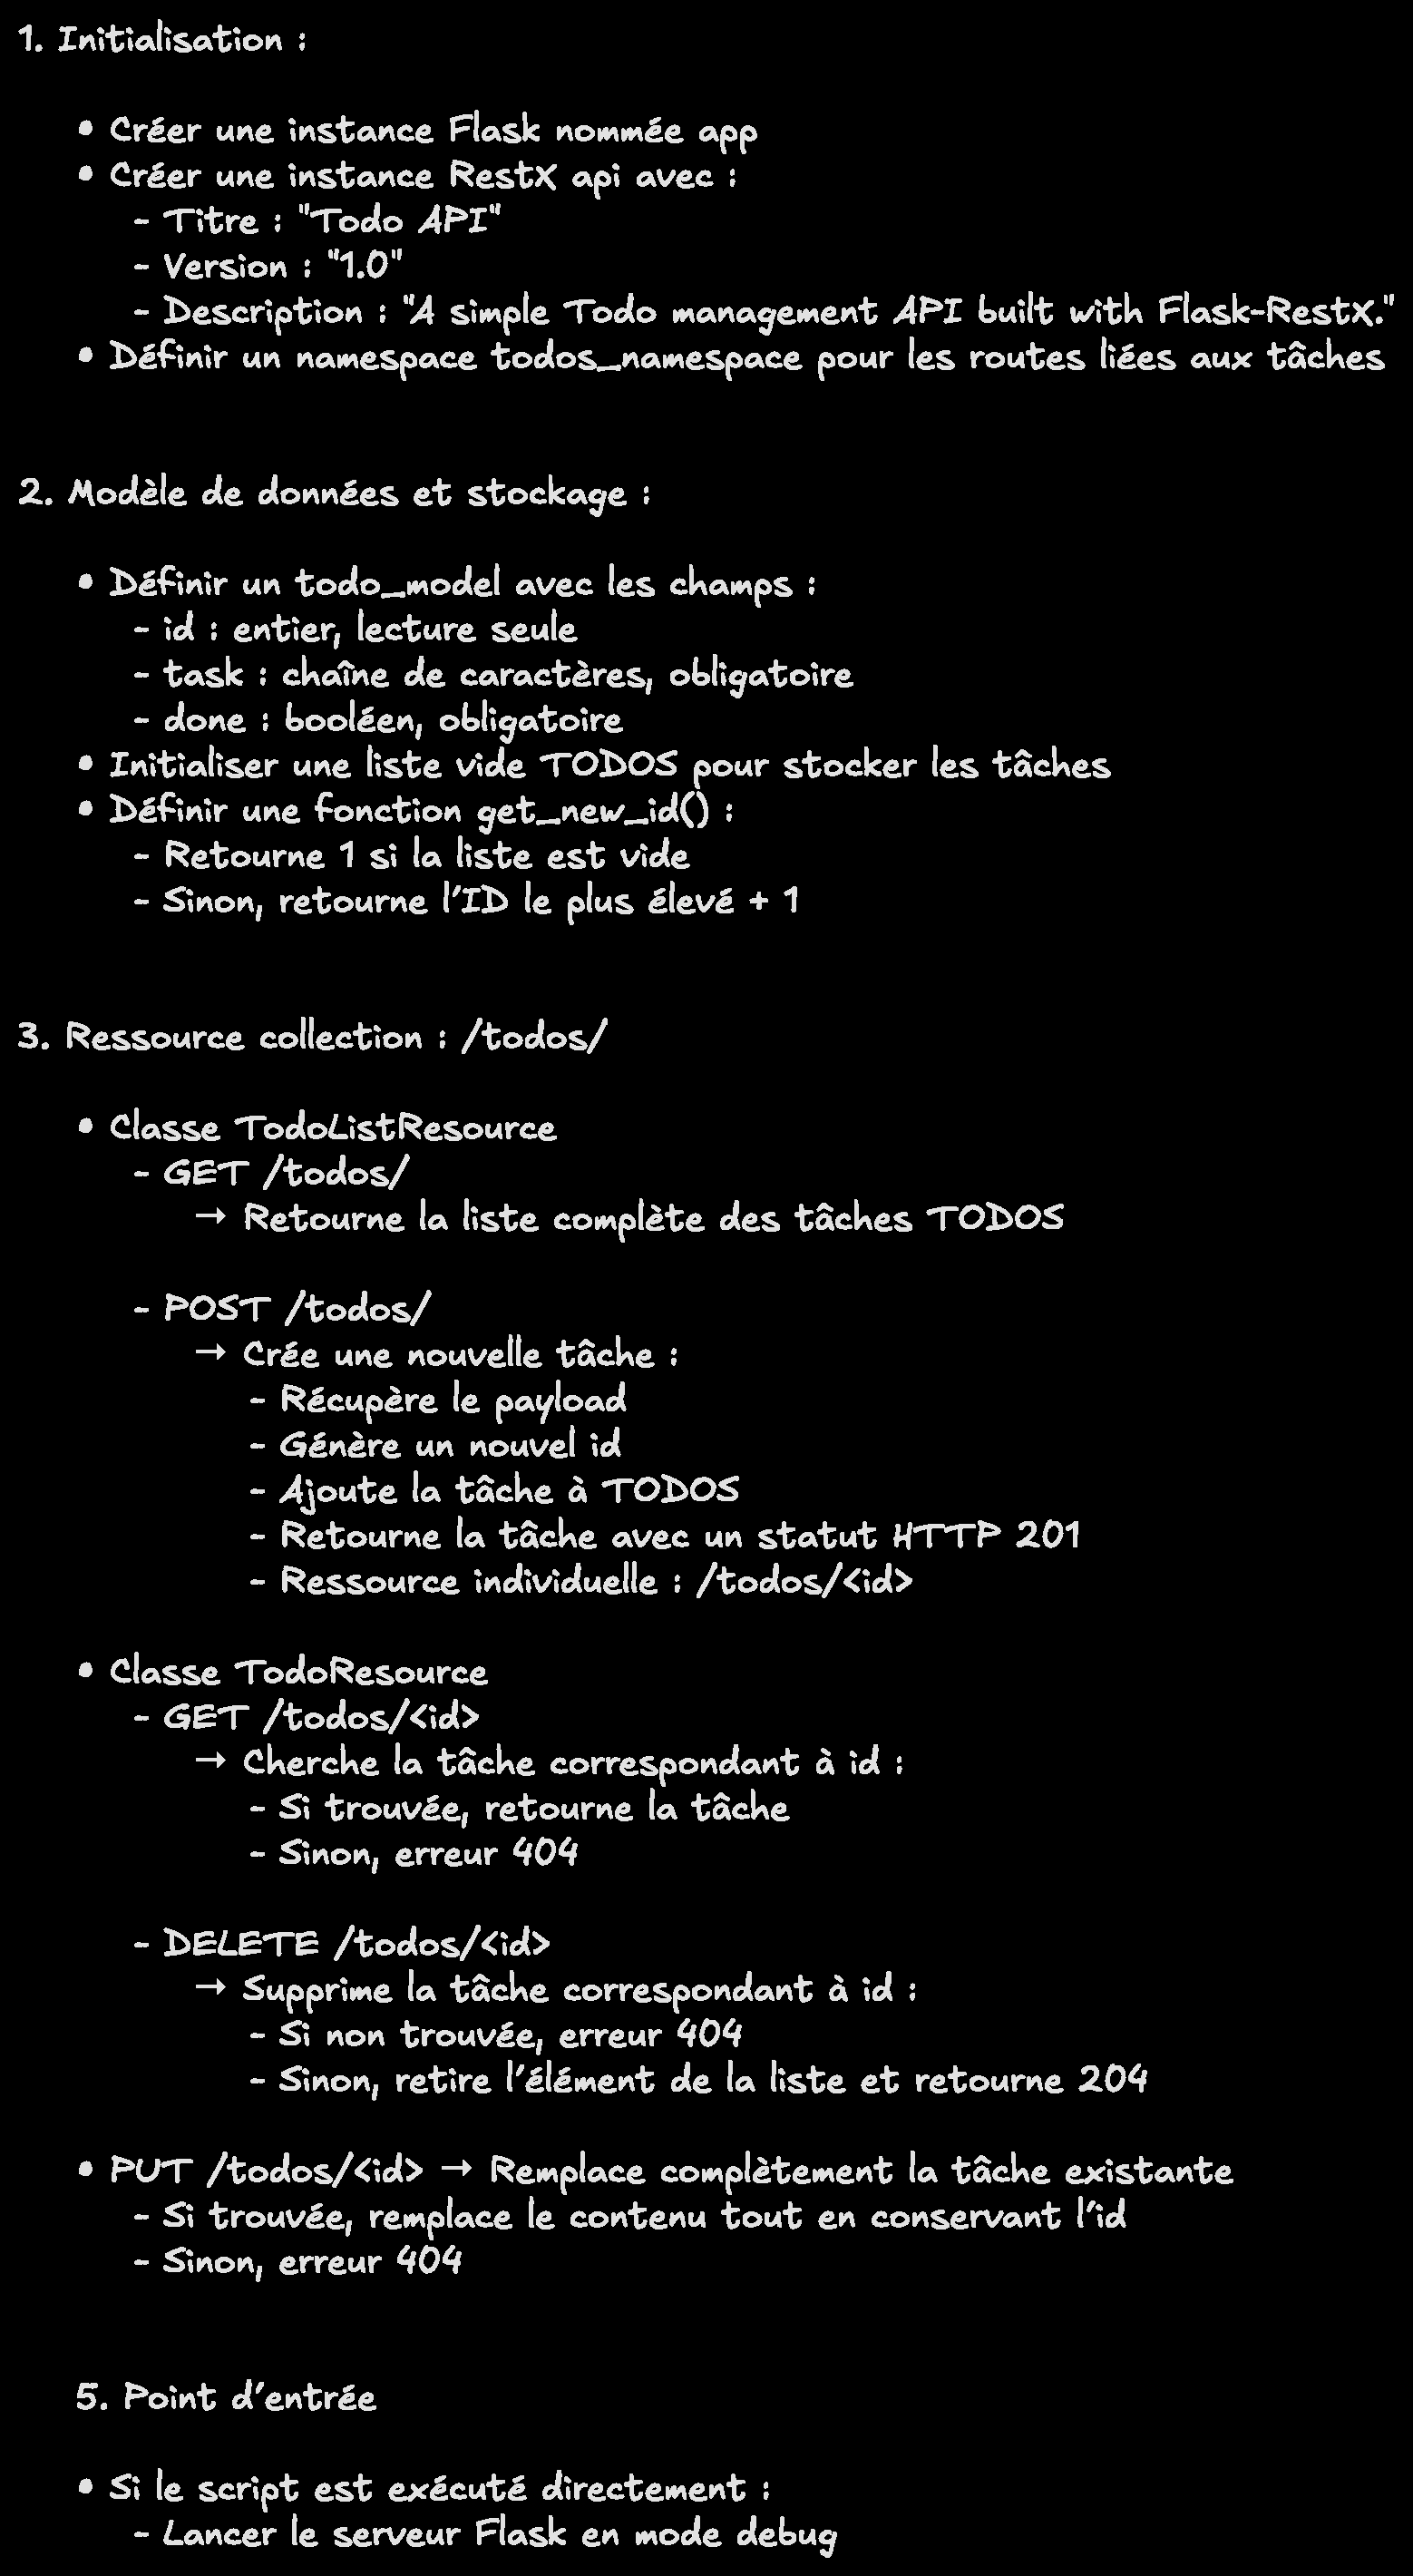 1. Initialisation :
• Créer une instance Flask nommée app
• Créer une instance RestX api avec :
- Titre : "Todo API"
- Version : "1.0"
- Description : "A simple Todo management API built with Flask-RestX."
• Définir un namespace todos_namespace pour les routes liées aux tâches
2. Modèle de données et stockage :
• Définir un todo_model avec les champs :
- id : entier, lecture seule
- task : chaîne de caractères, obligatoire
- done : booléen, obligatoire
• Initialiser une liste vide TODOS pour stocker les tâches
• Définir une fonction get_new_id() :
- Retourne 1 si la liste est vide
- Sinon, retourne l'ID le plus élevé + 1
3. Ressource collection : /todos/
• Classe TodoListResource
- GET /todos/
→ Retourne la liste complète des tâches TODOS
- POST /todos/
→ Crée une nouvelle tâche :
- Récupère le payload
- Génère un nouvel id
- Ajoute la tâche à TODOS
- Retourne la tâche avec un statut HTTP 201
- Ressource individuelle : /todos/<id>
• Classe TodoResource
- GET /todos/<id>
→ Cherche la tâche correspondant à id :
- Si trouvée, retourne la tâche
- Sinon, erreur 404
- DELETE /todos/<id>
→ Supprime la tâche correspondant à id :
- Si non trouvée, erreur 404
- Sinon, retire l'élément de la liste et retourne 204
• PUT /todos/<id> → Remplace complètement la tâche existante
- Si trouvée, remplace le contenu tout en conservant l'id
- Sinon, erreur 404
5. Point d'entrée
• Si le script est exécuté directement :
- Lancer le serveur Flask en mode debug